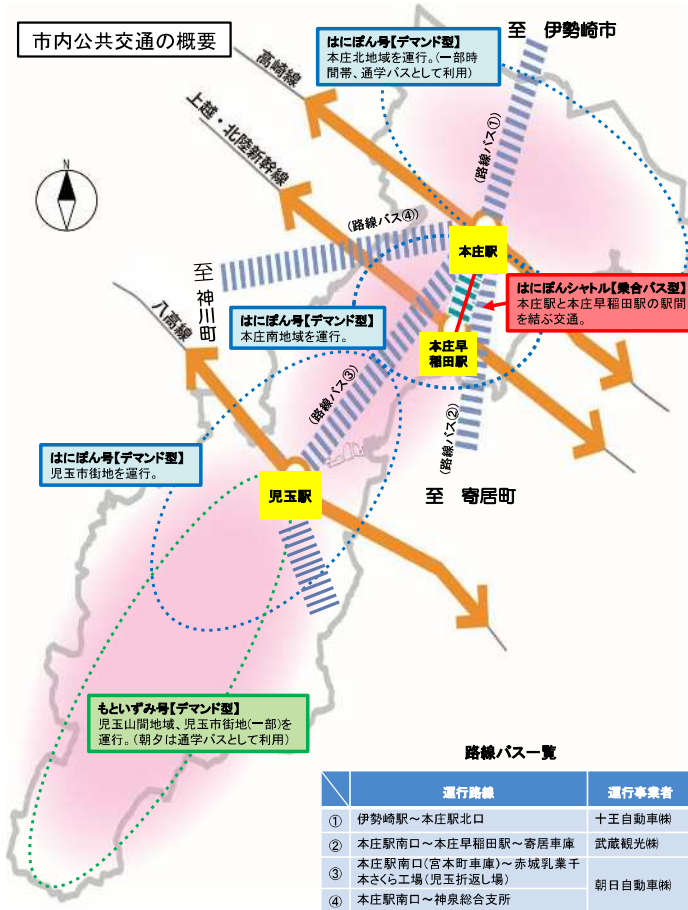 市内公共交通の概要
はにぽん号【デマンド型】
本庄北地域を運行。(一部時
間帯、通学バスとして利用)
至 伊勢崎市
高崎線
上越・北陸新幹線
(路線バス①)
N
(路線バス④)
本庄駅
至 神川町
はにぽんシャトル【乗合バス型】
本庄駅と本庄早稲田駅の駅間
を結ぶ交通。
八高線
はにぽん号【デマンド型】
本庄南地域を運行。
本庄早
稲田駅
(路線バス③)
(路線バス②)
はにぽん号【デマンド型】
児玉市街地を運行。
児玉駅
至 寄居町
もといずみ号【デマンド型】
児玉山間地域、児玉市街地(一部)を
運行。(朝夕は通学バスとして利用)
路線バス一覧
運行路線 運行事業者
① 伊勢崎駅~本庄駅北口 十王自動車㈱
② 本庄駅南口~本庄早稲田駅~寄居車庫 武蔵観光㈱
③ 本庄駅南口(宮本町車庫)~赤城乳業千
本さくら工場(児玉折返し場)
朝日自動車㈱
④ 本庄駅南口~神泉総合支所